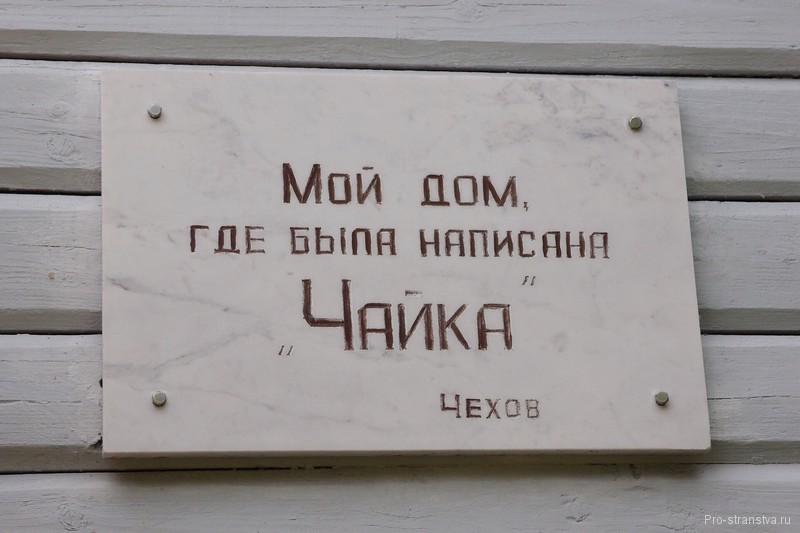 Мой дом,
где была написана
„Чайка"
Чехов
Pro-stranstva.ru